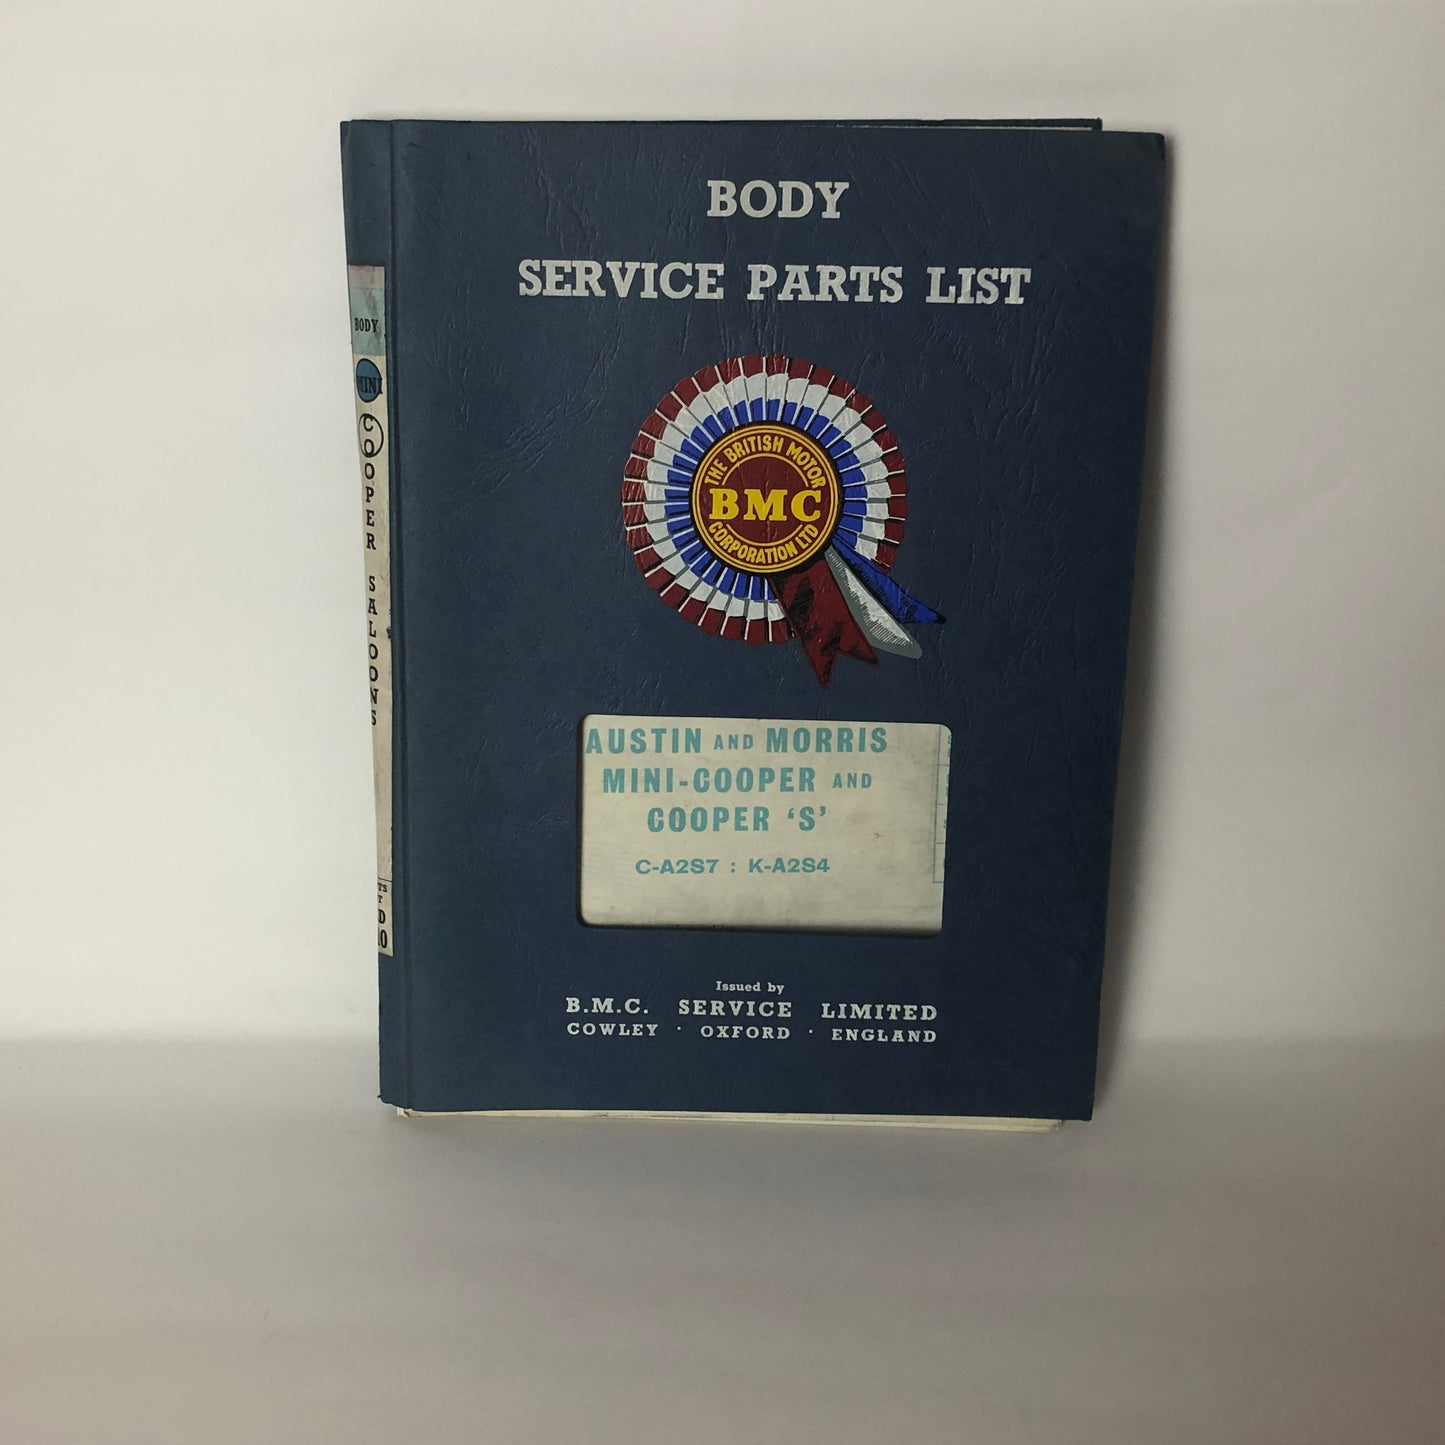 BODY
SERVICE PARTS LIST
THE BRITISH MOTOR
BMC
CORPORATION LTD
AUSTIN AND MORRIS
MINI-COOPER AND
COOPER 'S'
C-A2S7 : K-A2S4
Issued by
B.M.C. SERVICE LIMITED
COWLEY · OXFORD · ENGLAND
BODY
MINI
COOPER SALOONS